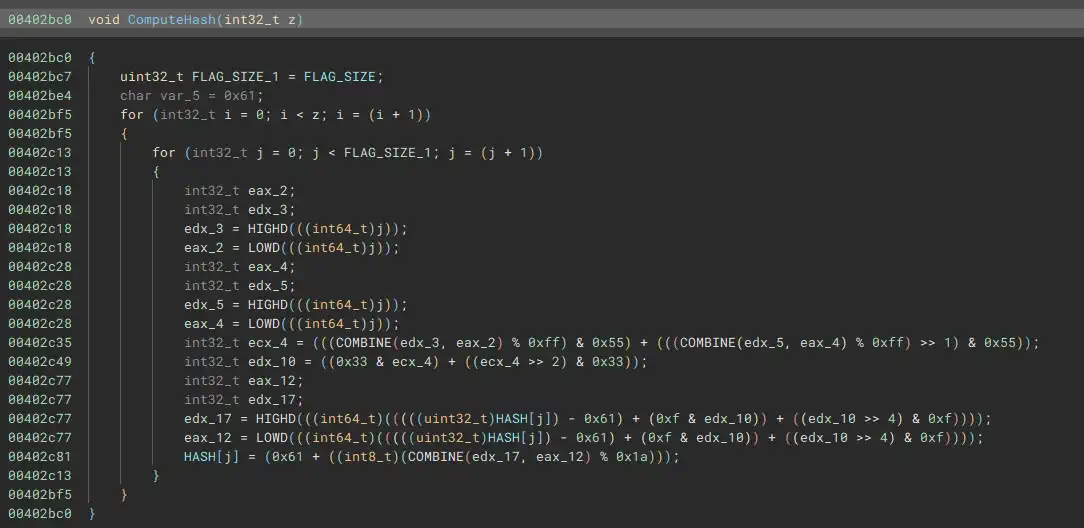 00402bc0 void ComputeHash(int32_t z)
00402bc0 {
00402bc7 uint32_t FLAG_SIZE_1 = FLAG_SIZE;
00402be4 char var_5 = 0x61;
00402bf5 for (int32_t i = 0; i < z; i = (i + 1))
00402bf5 {
00402c13 for (int32_t j = 0; j < FLAG_SIZE_1; j = (j + 1))
00402c13 {
00402c18 int32_t eax_2;
00402c18 int32_t edx_3;
00402c18 edx_3 = HIGHD(((int64_t)j));
00402c18 eax_2 = LOWD(((int64_t)j));
00402c28 int32_t eax_4;
00402c28 int32_t edx_5;
00402c28 edx_5 = HIGHD(((int64_t)j));
00402c28 eax_4 = LOWD(((int64_t)j));
00402c35 int32_t ecx_4 = (((COMBINE(edx_3, eax_2) % 0xff) & 0x55) + (((COMBINE(edx_5, eax_4) % 0xff) >> 1) & 0x55));
00402c49 int32_t edx_10 = ((0x33 & ecx_4) + ((ecx_4 >> 2) & 0x33));
00402c77 int32_t eax_12;
00402c77 int32_t edx_17;
00402c77 edx_17 = HIGHD(((int64_t)(((((uint32_t)HASH[j]) - 0x61) + (0xf & edx_10)) + ((edx_10 >> 4) & 0xf))));
00402c77 eax_12 = LOWD(((int64_t)(((((uint32_t)HASH[j]) - 0x61) + (0xf & edx_10)) + ((edx_10 >> 4) & 0xf))));
00402c81 HASH[j] = (0x61 + ((int8_t)(COMBINE(edx_17, eax_12) % 0x1a)));
00402c13 }
00402bf5 }
00402bc0 }